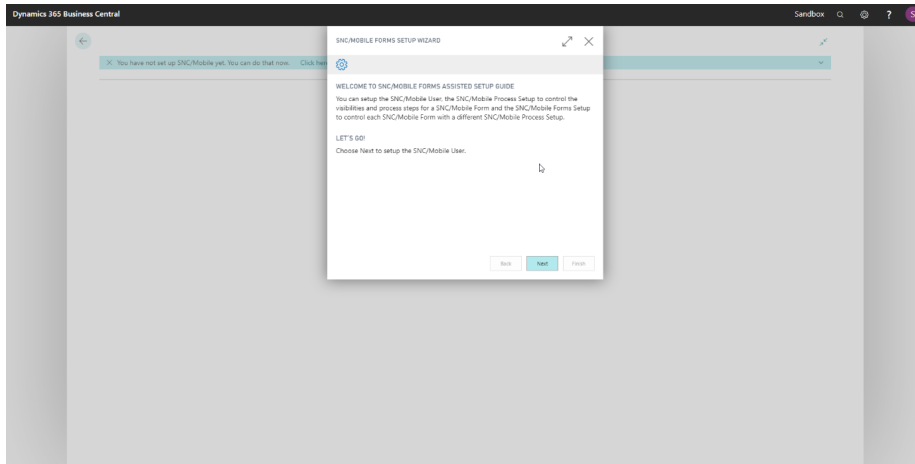 Dynamics 365 Business Central
Sandbox
?
S
SNC/MOBILE FORMS SETUP WIZARD
You have not set up SNC/Mobile yet. You can do that now. Click here
WELCOME TO SNC/MOBILE FORMS ASSISTED SETUP GUIDE
You can setup the SNC/Mobile User, the SNC/Mobile Process Setup to control the
visibilities and process steps for a SNC/Mobile Form and the SNC/Mobile Forms Setup
to control each SNC/Mobile Form with a different SNC/Mobile Process Setup.
LET'S GO!
Choose Next to setup the SNC/Mobile User.
Back
Next
Finish